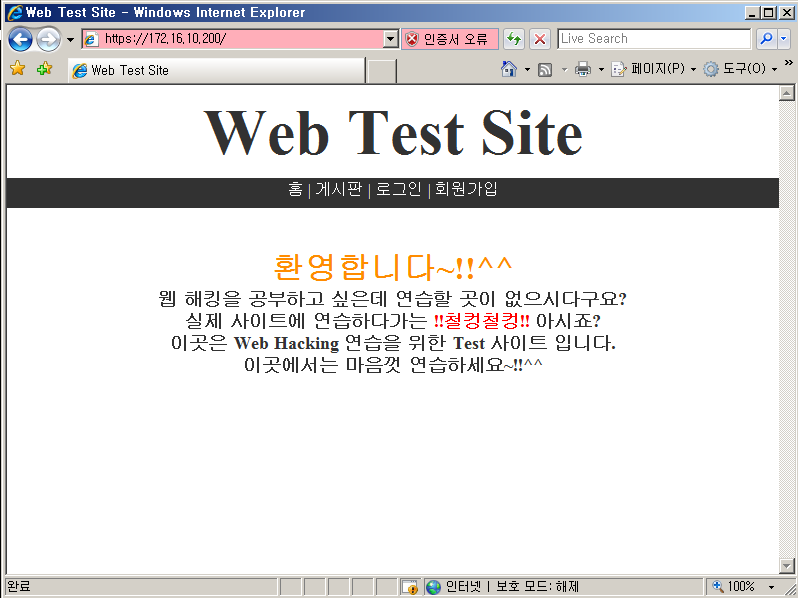 Web Test Site - Windows Internet Explorer
https://172.16.10.200/
인증서 오류
Live Search
Web Test Site
페이지(P)
도구(O)
Web Test Site
홈 | 게시판 | 로그인 | 회원가입
환영합니다~!!^^
웹 해킹을 공부하고 싶은데 연습할 곳이 없으시다구요?
실제 사이트에 연습하다가는 !!철컹철컹!! 아시죠?
이곳은 Web Hacking 연습을 위한 Test 사이트 입니다.
이곳에서는 마음껏 연습하세요~!!^^
완료
인터넷 | 보호 모드: 해제
100%